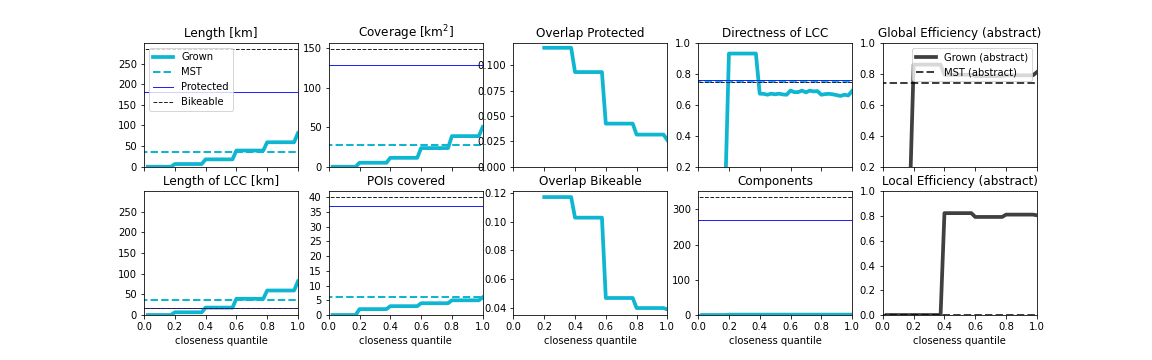 Length [km]
Coverage [km²]
Overlap Protected
Directness of LCC
Global Efficiency (abstract)
Grown
MST
Protected
Bikeable
Grown (abstract)
MST (abstract)
250
200
150
100
50
0
150
100
50
0
0.100
0.075
0.050
0.025
0.000
1.0
0.8
0.6
0.4
0.2
1.0
0.8
0.6
0.4
0.2
Length of LCC [km]
POIs covered
Overlap Bikeable
Components
Local Efficiency (abstract)
250
200
150
100
50
0
40
35
30
25
20
15
10
5
0
0.12
0.10
0.08
0.06
0.04
300
200
100
0
1.0
0.8
0.6
0.4
0.2
0.0
0.0 0.2 0.4 0.6 0.8 1.0
0.0 0.2 0.4 0.6 0.8 1.0
0.0 0.2 0.4 0.6 0.8 1.0
0.0 0.2 0.4 0.6 0.8 1.0
0.0 0.2 0.4 0.6 0.8 1.0
closeness quantile
closeness quantile
closeness quantile
closeness quantile
closeness quantile